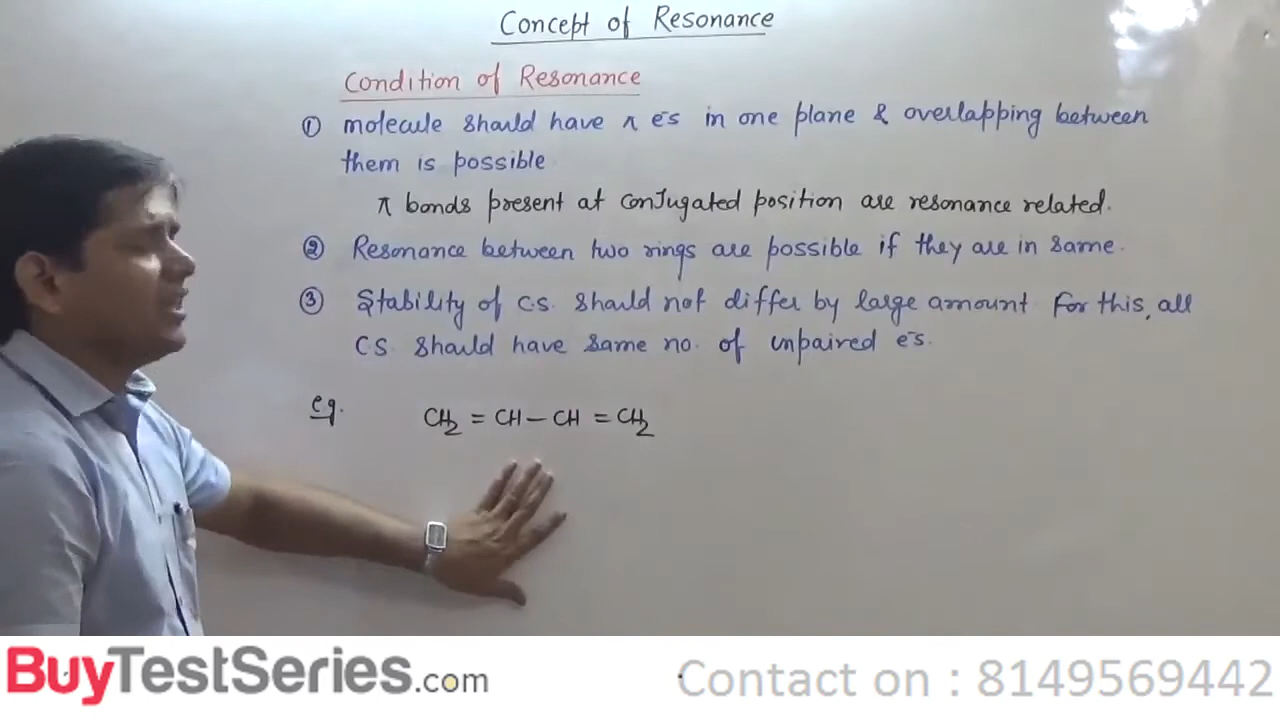 Concept of Resonance
Condition of Resonance
① molecule should have π e⁻s in one plane & overlapping between
them is possible
π bonds present at conjugated position are resonance related.
② Resonance between two rings are possible if they are in same.
③ Stability of C.S. should not differ by large amount For this, all
CS. should have same no. of unpaired e⁻s.
eg. CH₂ = CH – CH = CH₂
BuyTestSeries.com
Contact on : 8149569442